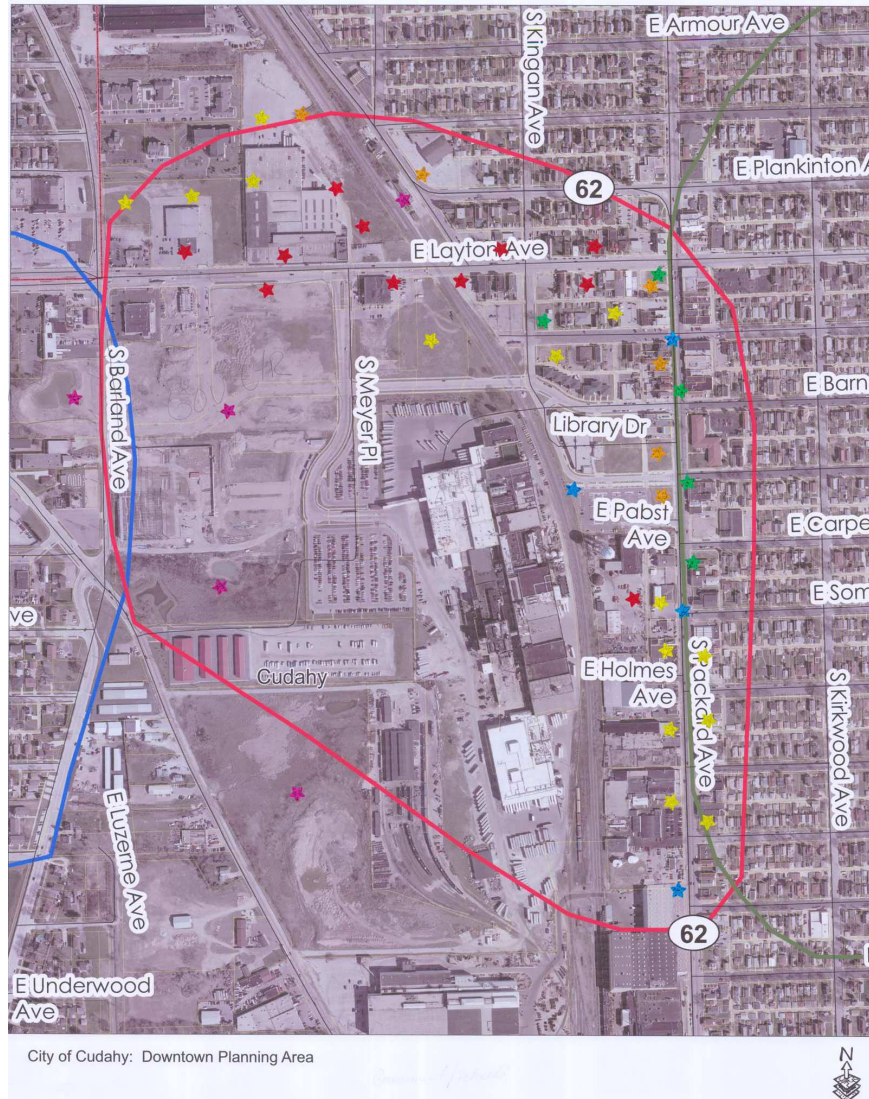 E Armour Ave
S Kingan Ave
E Plankinton A
62
E Layton Ave
S Barland Ave
S Meyer Pl
E Barn
Library Dr
E Pabst
Ave
E Carpe
ve
E Som
Cudahy
E Holmes
Ave
S Packard Ave
S Kirkwood Ave
E Luzerne Ave
62
E Underwood
Ave
City of Cudahy: Downtown Planning Area
N